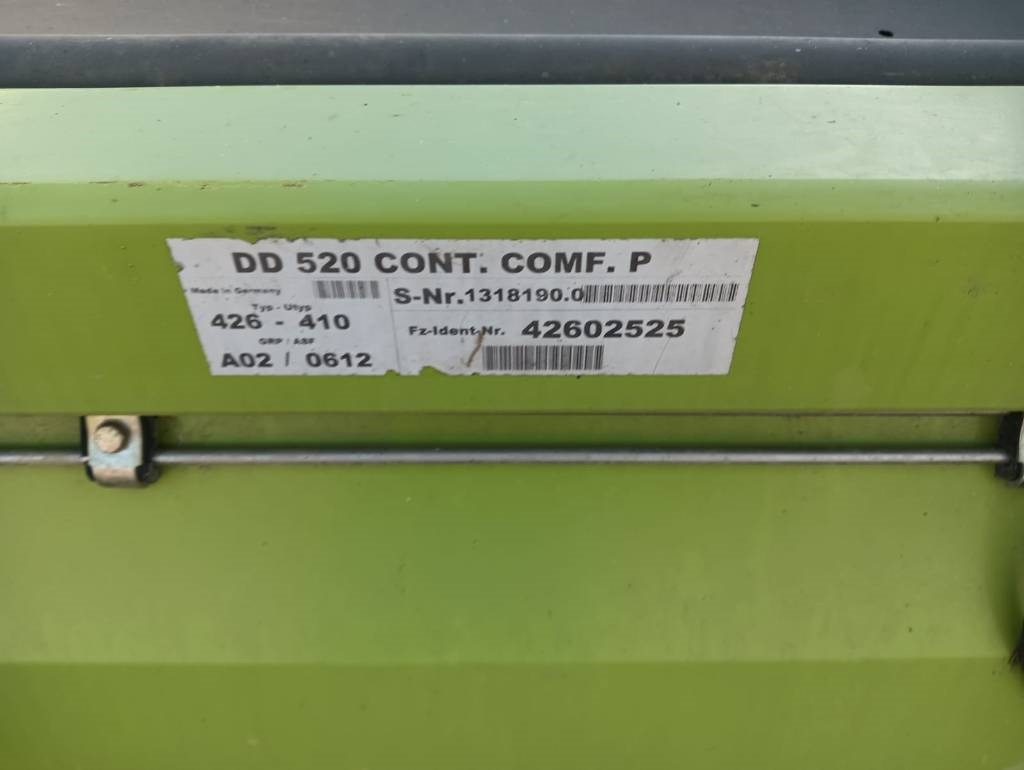 DD 520 CONT. COMF. P
Made in Germany
Typ - Utyp
426 - 410
GRP / ASF
A02 / 0612
S-Nr. 1318190.0
Fz-Ident-Nr. 42602525